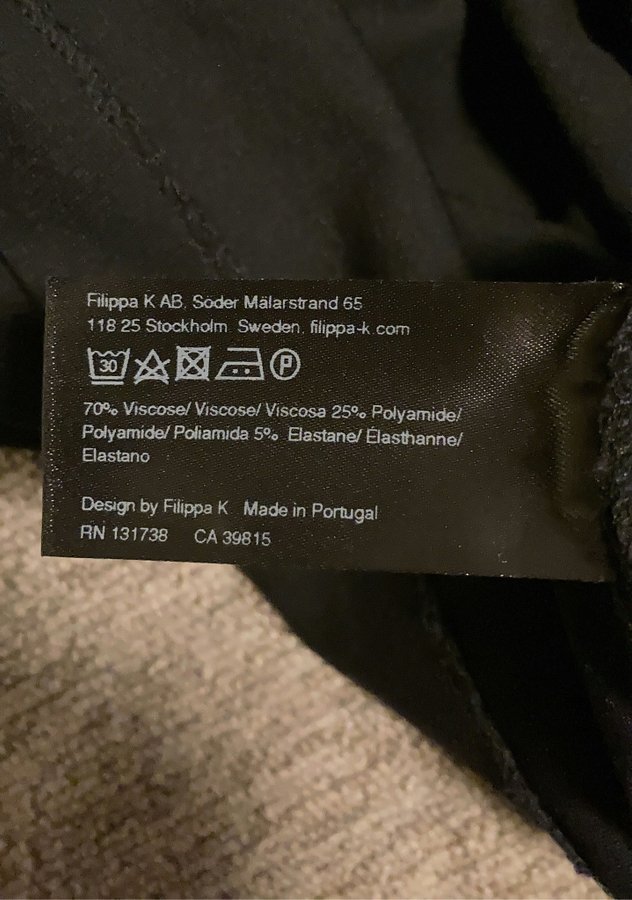 Filippa K AB, Söder Mälarstrand 65
118 25 Stockholm. Sweden. filippa-k.com
30 P
70% Viscose/ Viscose/ Viscosa 25% Polyamide/
Polyamide/ Poliamida 5% Elastane/ Élasthanne/
Elastano
Design by Filippa K Made in Portugal
RN 131738 CA 39815